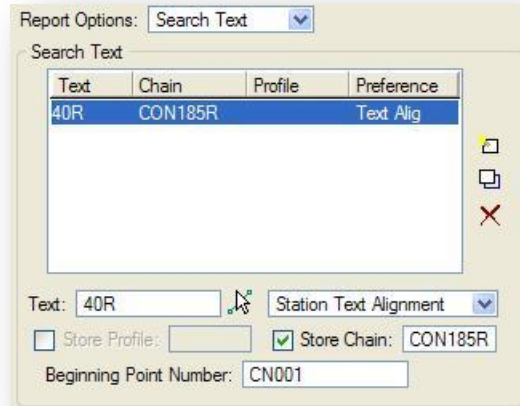 Report Options: Search Text
Search Text
Text Chain Profile Preference
40R CON185R Text Alig
Text: 40R Station Text Alignment
Store Profile: Store Chain: CON185R
Beginning Point Number: CN001